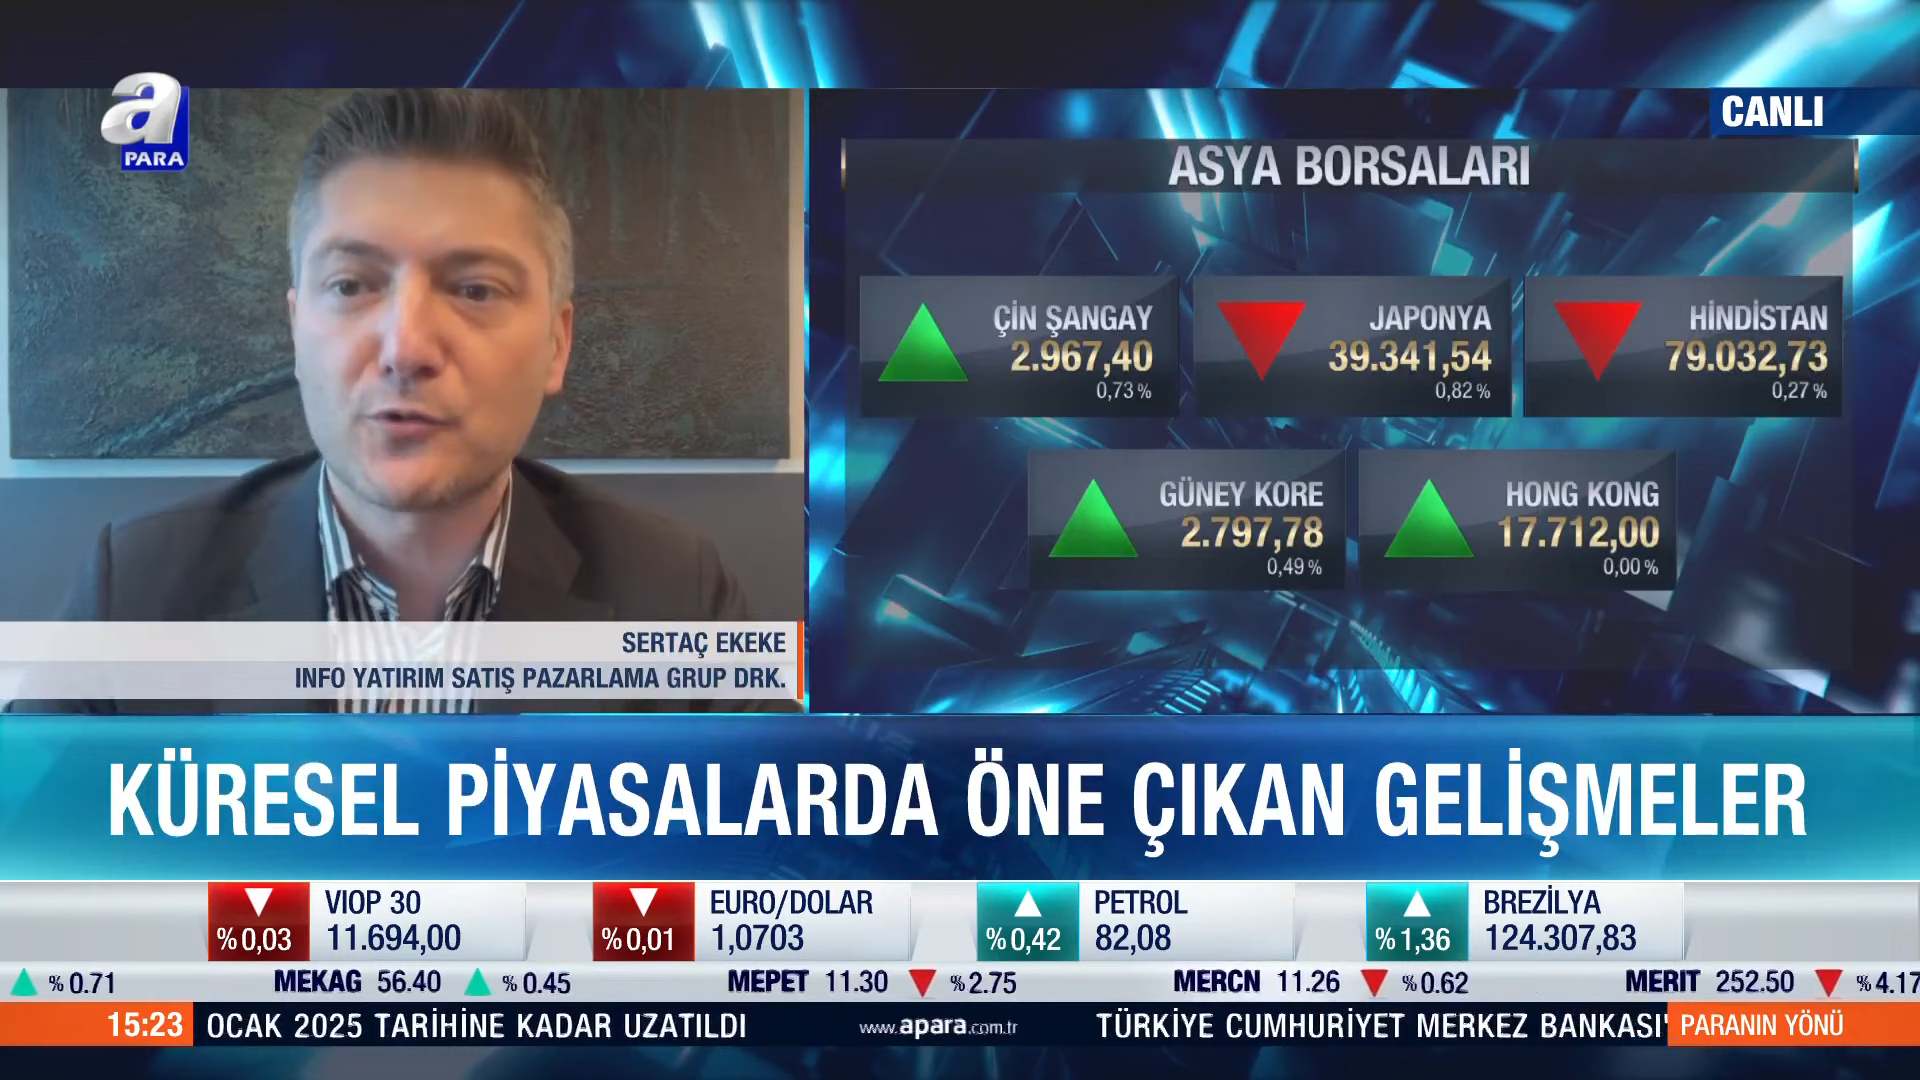 a
PARA
CANLI
ASYA BORSALARI
ÇİN ŞANGAY
2.967,40
0,73 %
JAPONYA
39.341,54
0,82 %
HİNDİSTAN
79.032,73
0,27 %
GÜNEY KORE
2.797,78
0,49 %
HONG KONG
17.712,00
0,00 %
SERTAÇ EKEKE
INFO YATIRIM SATIŞ PAZARLAMA GRUP DRK.
KÜRESEL PİYASALARDA ÖNE ÇIKAN GELİŞMELER
%0,03 VIOP 30 11.694,00
%0,01 EURO/DOLAR 1,0703
%0,42 PETROL 82,08
%1,36 BREZİLYA 124.307,83
%0.71 MEKAG 56.40 %0.45 MEPET 11.30 %2.75 MERCN 11.26 %0.62 MERIT 252.50 %4.17
15:23 OCAK 2025 TARİHİNE KADAR UZATILDI www.apara.com.tr TÜRKİYE CUMHURİYET MERKEZ BANKASI' PARANIN YÖNÜ